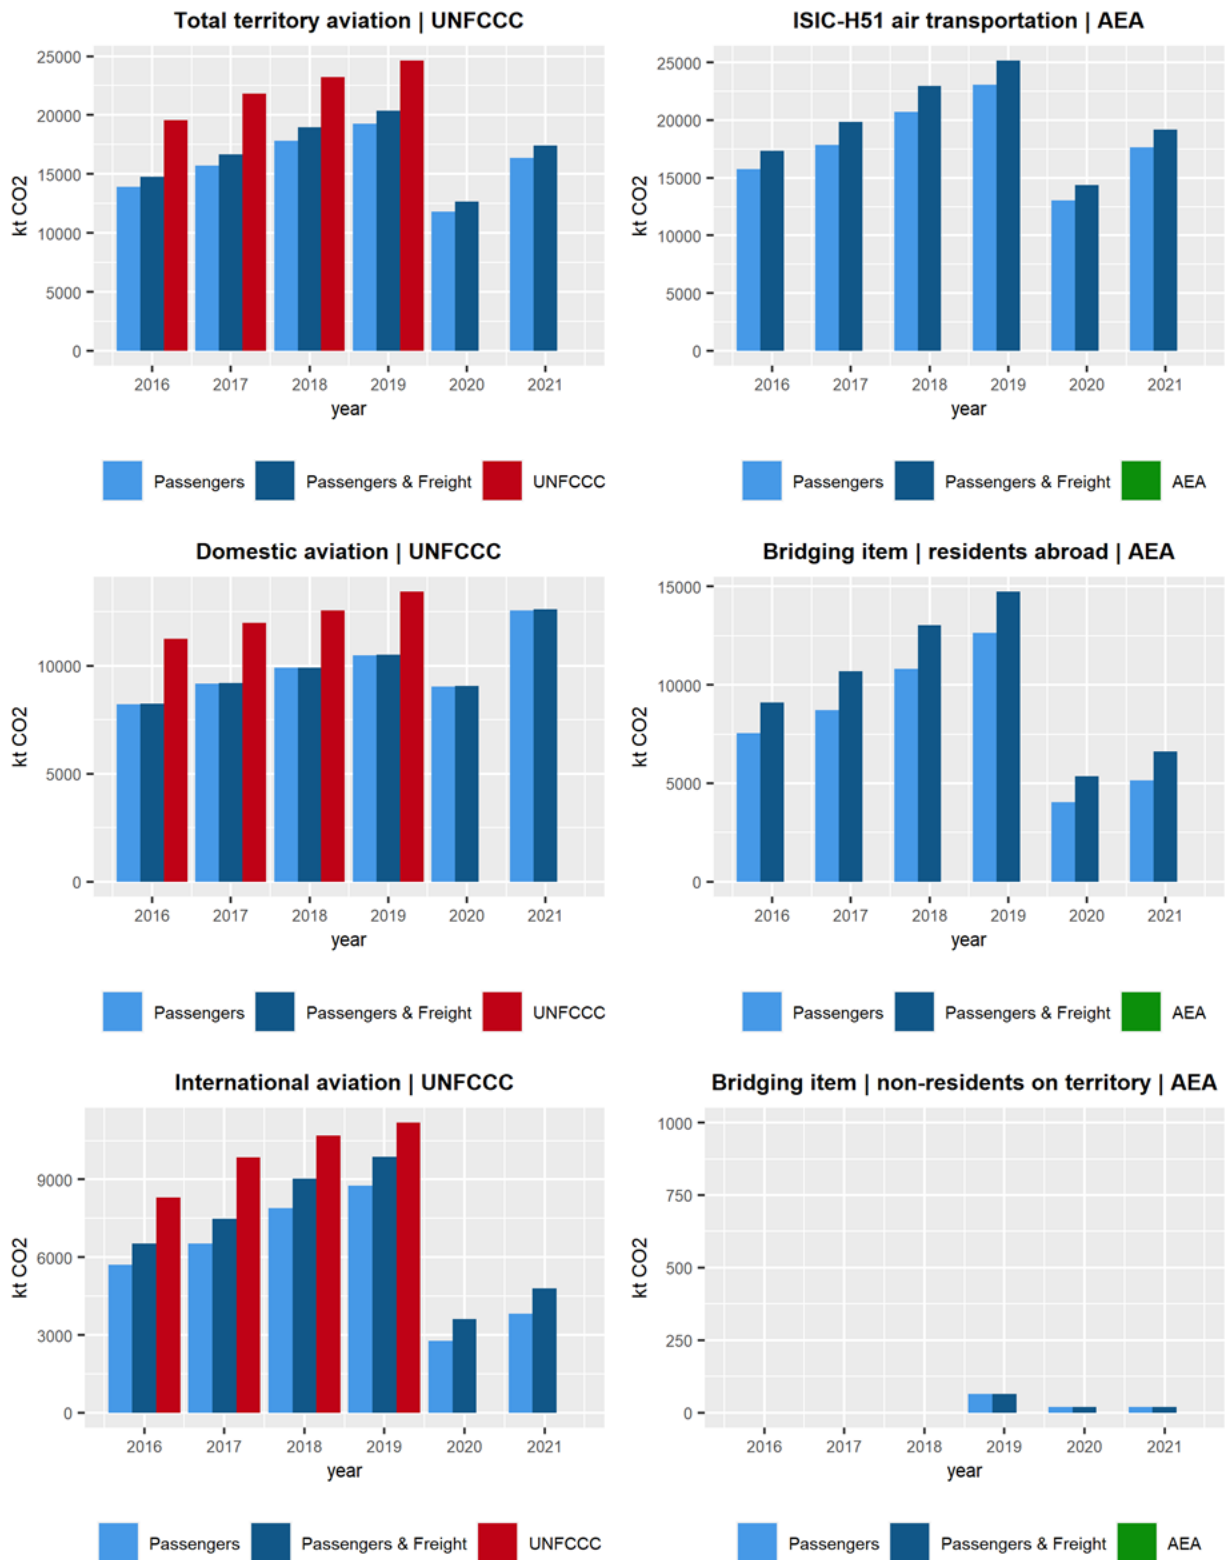 Total territory aviation | UNFCCC
kt CO2
25000
20000
15000
10000
5000
0
2016 2017 2018 2019 2020 2021
year
Passengers Passengers & Freight UNFCCC
ISIC-H51 air transportation | AEA
kt CO2
25000
20000
15000
10000
5000
0
2016 2017 2018 2019 2020 2021
year
Passengers Passengers & Freight AEA
Domestic aviation | UNFCCC
kt CO2
10000
5000
0
2016 2017 2018 2019 2020 2021
year
Passengers Passengers & Freight UNFCCC
Bridging item | residents abroad | AEA
kt CO2
15000
10000
5000
0
2016 2017 2018 2019 2020 2021
year
Passengers Passengers & Freight AEA
International aviation | UNFCCC
kt CO2
9000
6000
3000
0
2016 2017 2018 2019 2020 2021
year
Passengers Passengers & Freight UNFCCC
Bridging item | non-residents on territory | AEA
kt CO2
1000
750
500
250
0
2016 2017 2018 2019 2020 2021
year
Passengers Passengers & Freight AEA